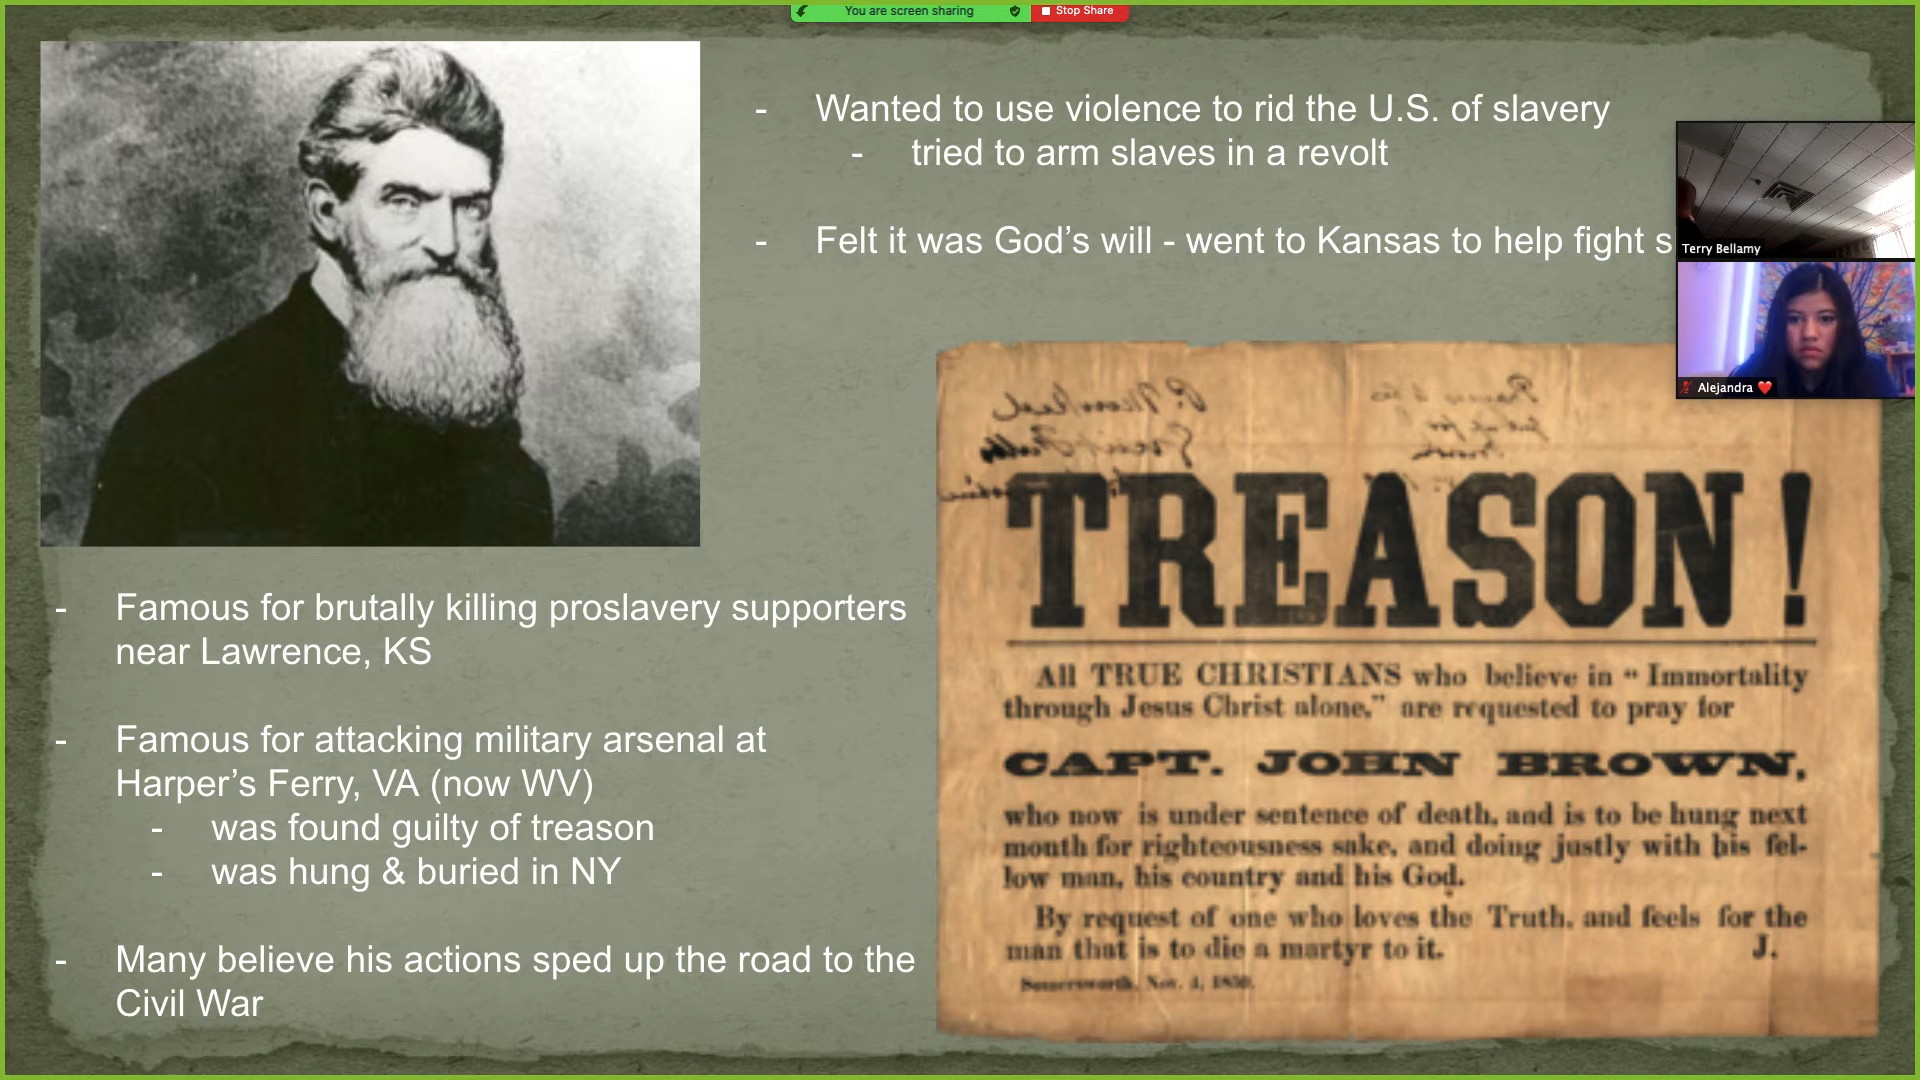 You are screen sharing
Stop Share
- Wanted to use violence to rid the U.S. of slavery
- tried to arm slaves in a revolt
- Felt it was God’s will - went to Kansas to help fight s
Terry Bellamy
Alejandra ❤️
- Famous for brutally killing proslavery supporters
near Lawrence, KS
- Famous for attacking military arsenal at
Harper’s Ferry, VA (now WV)
- was found guilty of treason
- was hung & buried in NY
- Many believe his actions sped up the road to the
Civil War
TREASON!
All TRUE CHRISTIANS who believe in “ Immortality
through Jesus Christ alone,” are requested to pray for
CAPT. JOHN BROWN,
who now is under sentence of death, and is to be hung next
month for righteousness sake, and doing justly with his fel-
low man, his country and his God.
By request of one who loves the Truth, and feels for the
man that is to die a martyr to it. J.
Somersworth, Nov. 4,